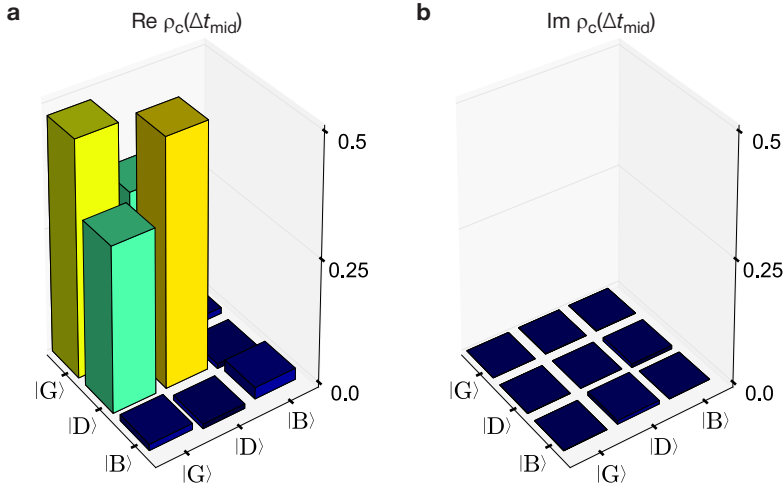 a
Re ρc(Δtmid)
0.5
0.25
0.0
|G⟩
|D⟩
|B⟩
|G⟩
|D⟩
|B⟩
b
Im ρc(Δtmid)
0.5
0.25
0.0
|G⟩
|D⟩
|B⟩
|G⟩
|D⟩
|B⟩